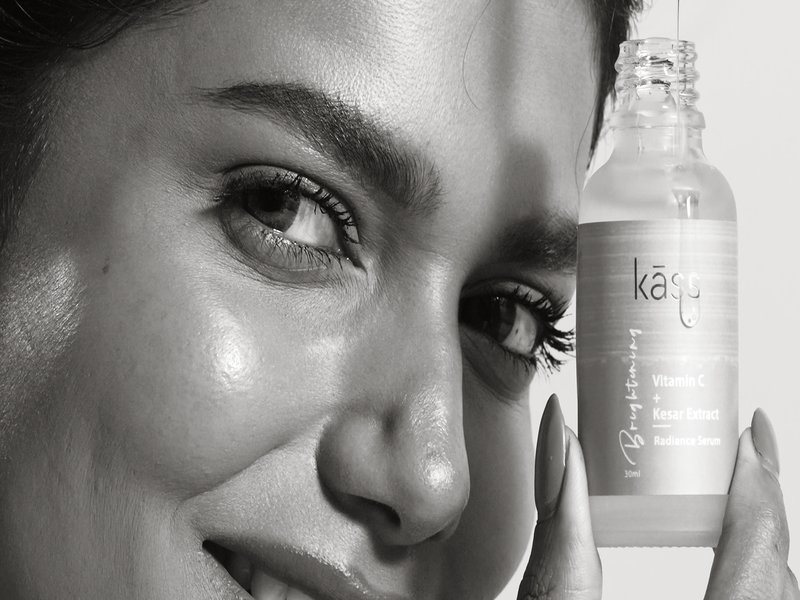 kāss
Brightening
Vitamin C
+
Kesar Extract
Radiance Serum
30ml